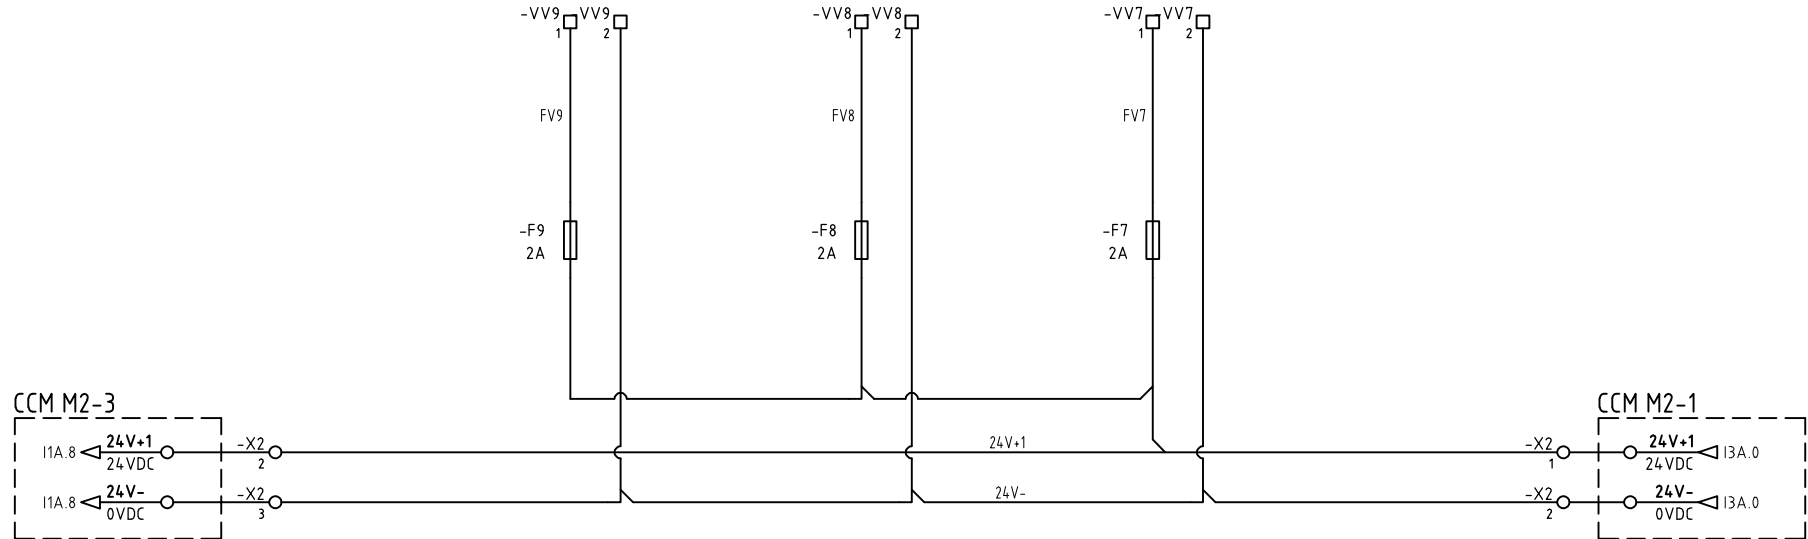 -VV9 -VV9 -VV8 -VV8 -VV7 -VV7
1 2 1 2 1 2
FV9 FV8 FV7
-F9 -F8 -F7
2A 2A 2A
CCM M2-3 CCM M2-1
I1A.8 24V+1 -X2 24V+1 -X2 24V+1 I3A.0
24VDC 2 1 24VDC
I1A.8 24V- -X2 24V- -X2 24V- I3A.0
0VDC 3 2 0VDC